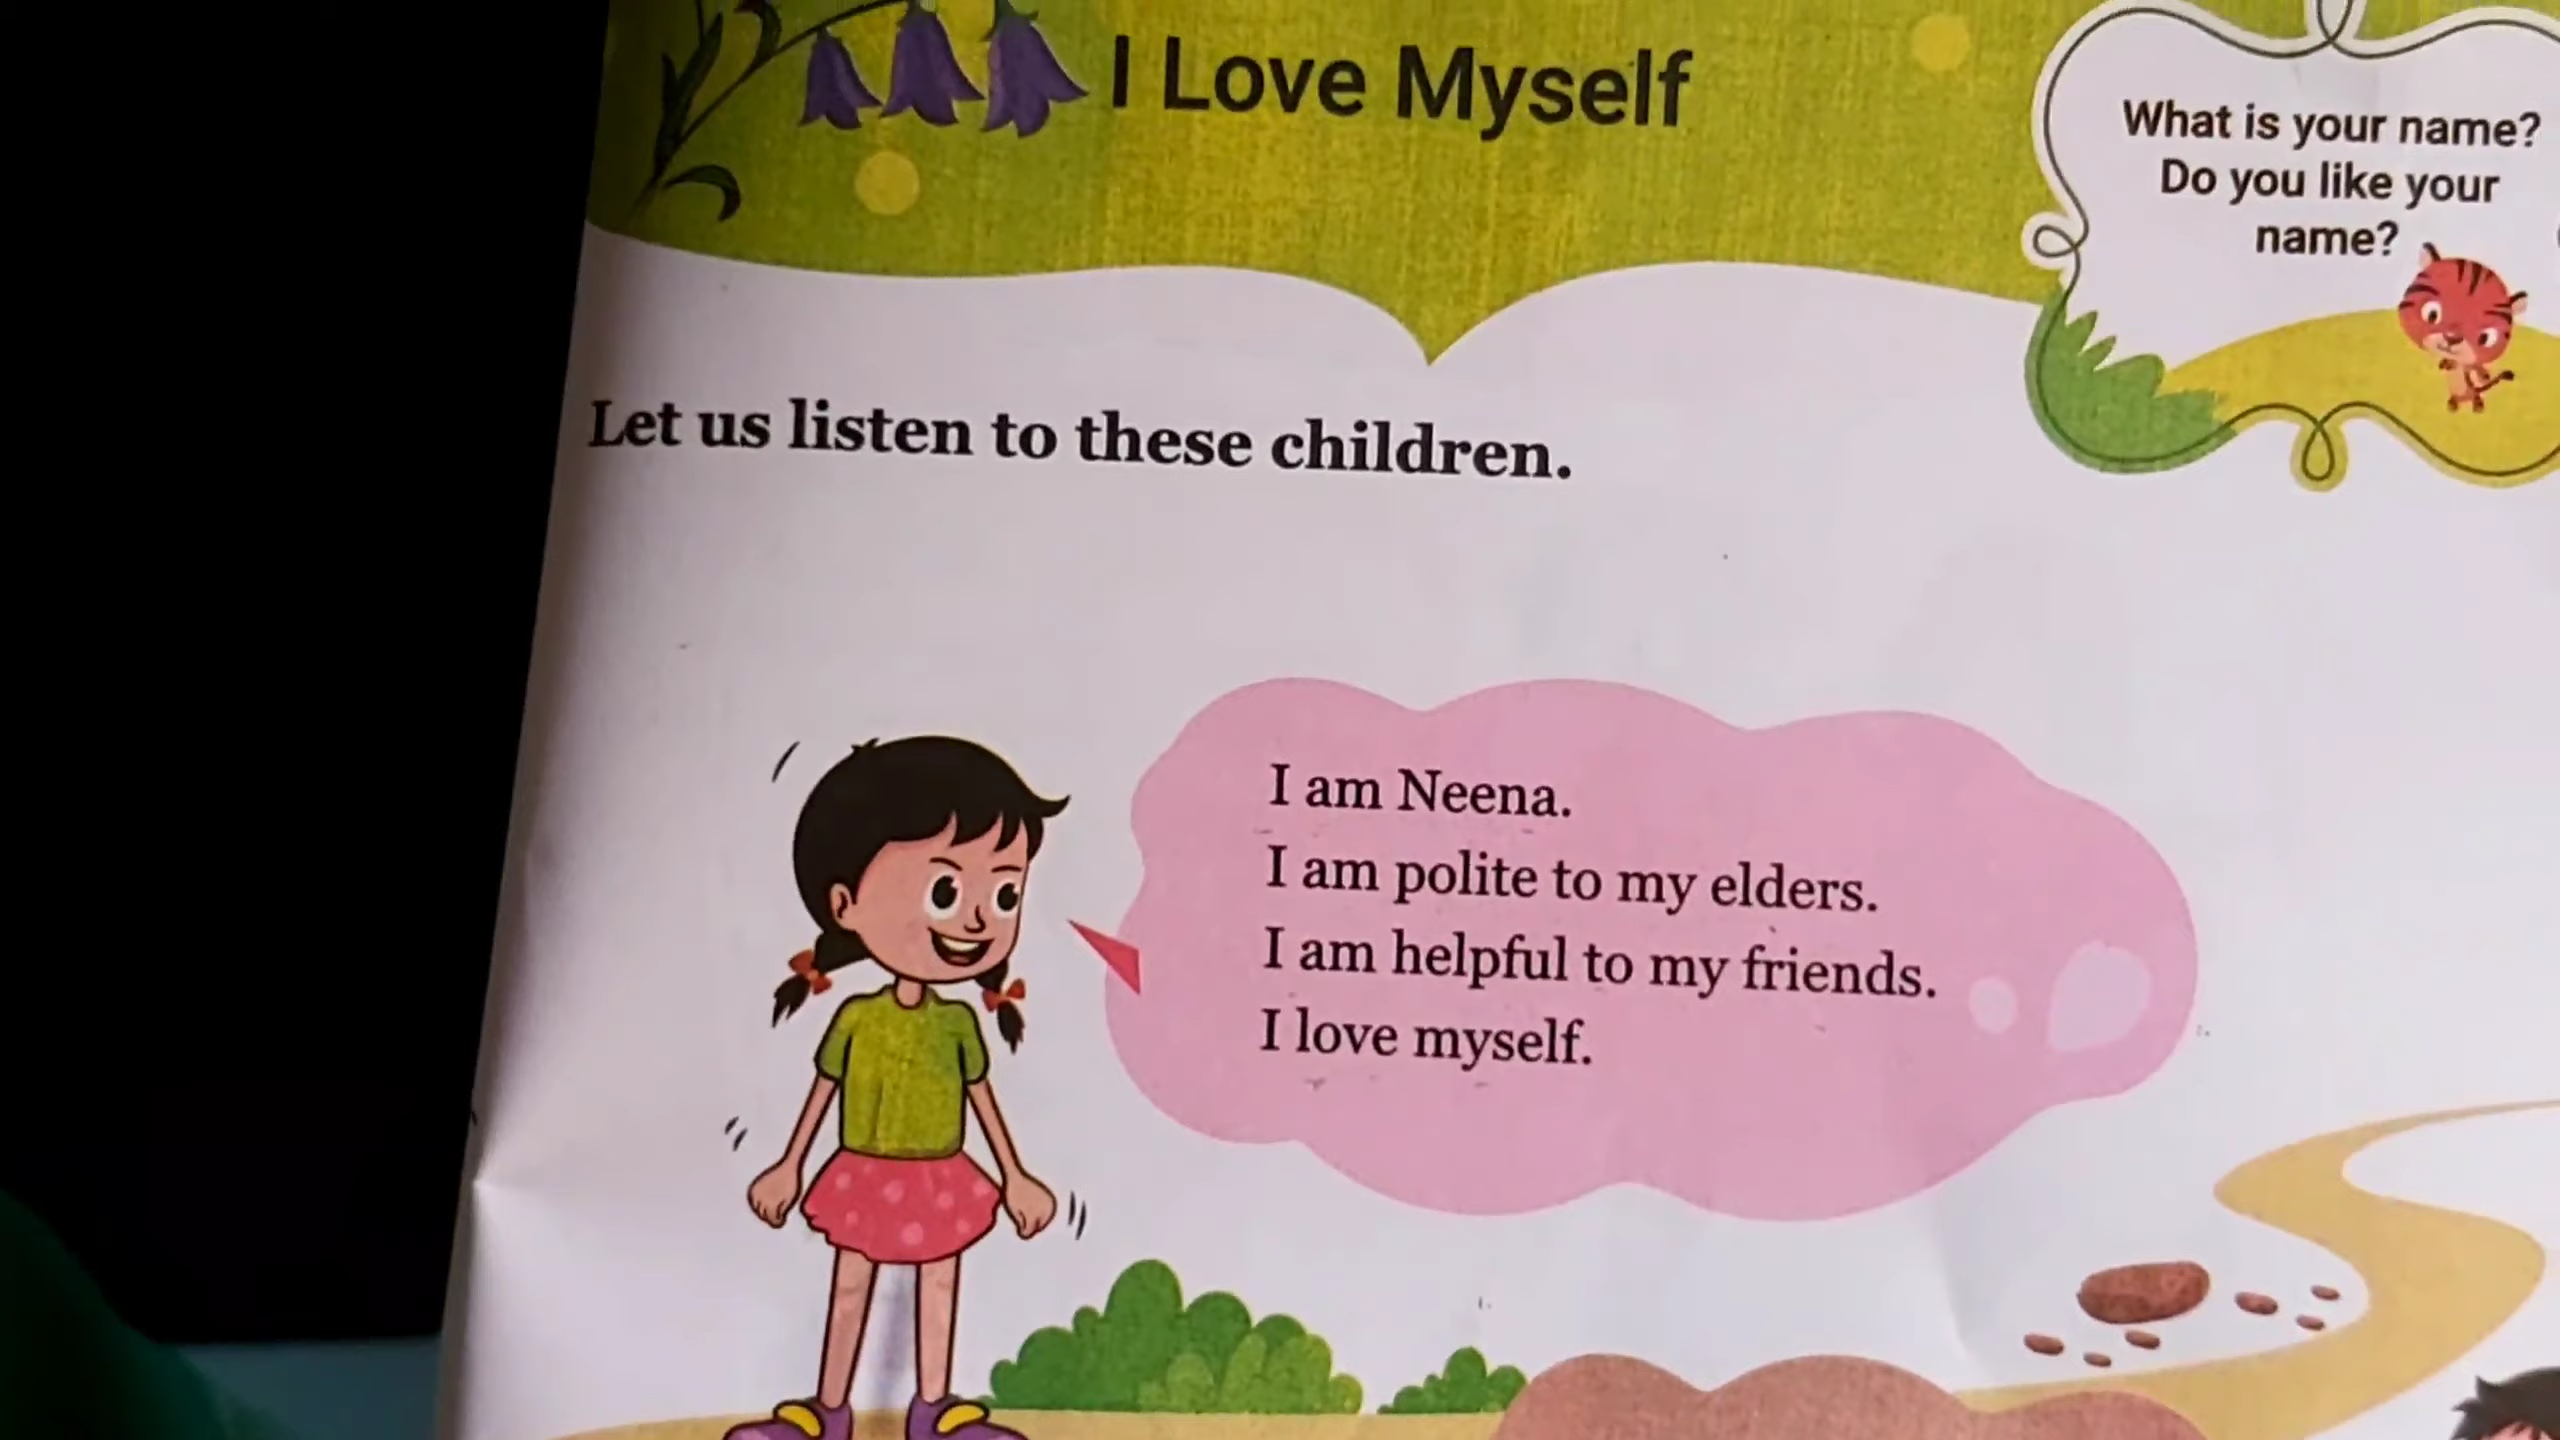 I Love Myself
What is your name?
Do you like your
name?
Let us listen to these children.
I am Neena.
I am polite to my elders.
I am helpful to my friends.
I love myself.